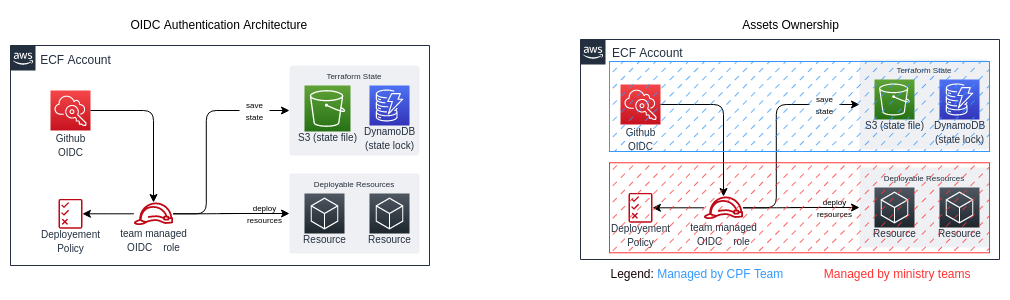 OIDC Authentication Architecture
aws
ECF Account
Terraform State
save
state
S3 (state file)
DynamoDB
(state lock)
Github
OIDC
Deployable Resources
deploy
resources
Deployement
Policy
team managed
OIDC role
Resource
Resource
Assets Ownership
aws
ECF Account
Terraform State
save
state
S3 (state file)
DynamoDB
(state lock)
Github
OIDC
Deployable Resources
deploy
resources
Deployement
Policy
team managed
OIDC role
Resource
Resource
Legend: Managed by CPF Team
Managed by ministry teams